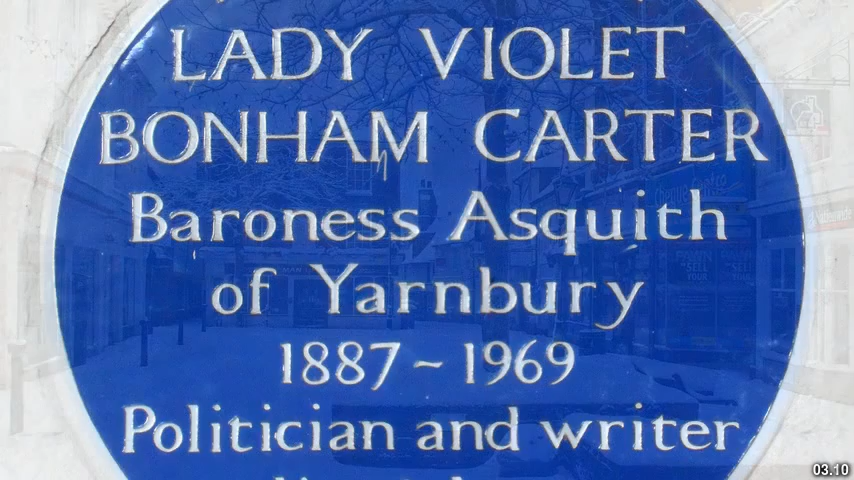 LADY VIOLET
BONHAM CARTER
Baroness Asquith
of Yarnbury
1887~1969
Politician and writer
03.10